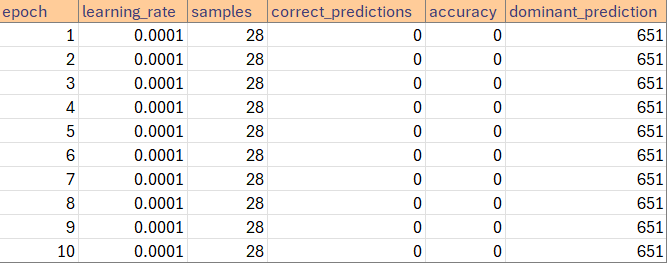 epoch learning_rate samples correct_predictions accuracy dominant_prediction
1 0.0001 28 0 0 651
2 0.0001 28 0 0 651
3 0.0001 28 0 0 651
4 0.0001 28 0 0 651
5 0.0001 28 0 0 651
6 0.0001 28 0 0 651
7 0.0001 28 0 0 651
8 0.0001 28 0 0 651
9 0.0001 28 0 0 651
10 0.0001 28 0 0 651